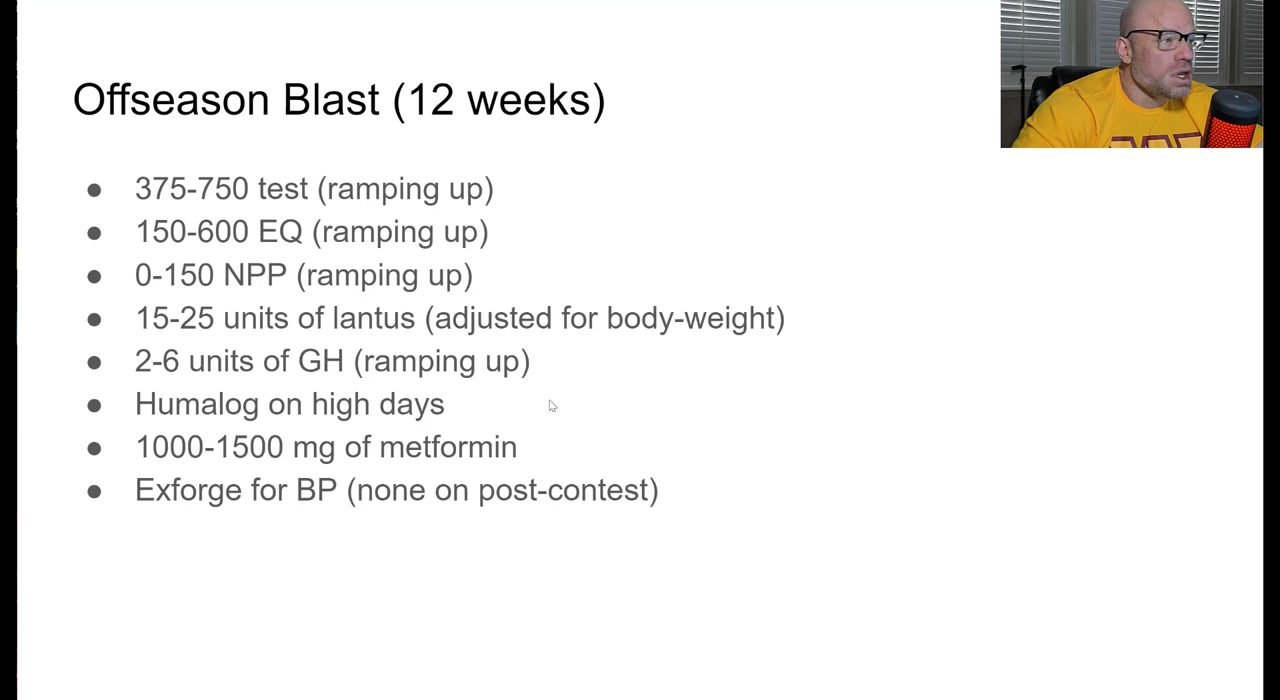 Offseason Blast (12 weeks)
● 375-750 test (ramping up)
● 150-600 EQ (ramping up)
● 0-150 NPP (ramping up)
● 15-25 units of lantus (adjusted for body-weight)
● 2-6 units of GH (ramping up)
● Humalog on high days
● 1000-1500 mg of metformin
● Exforge for BP (none on post-contest)